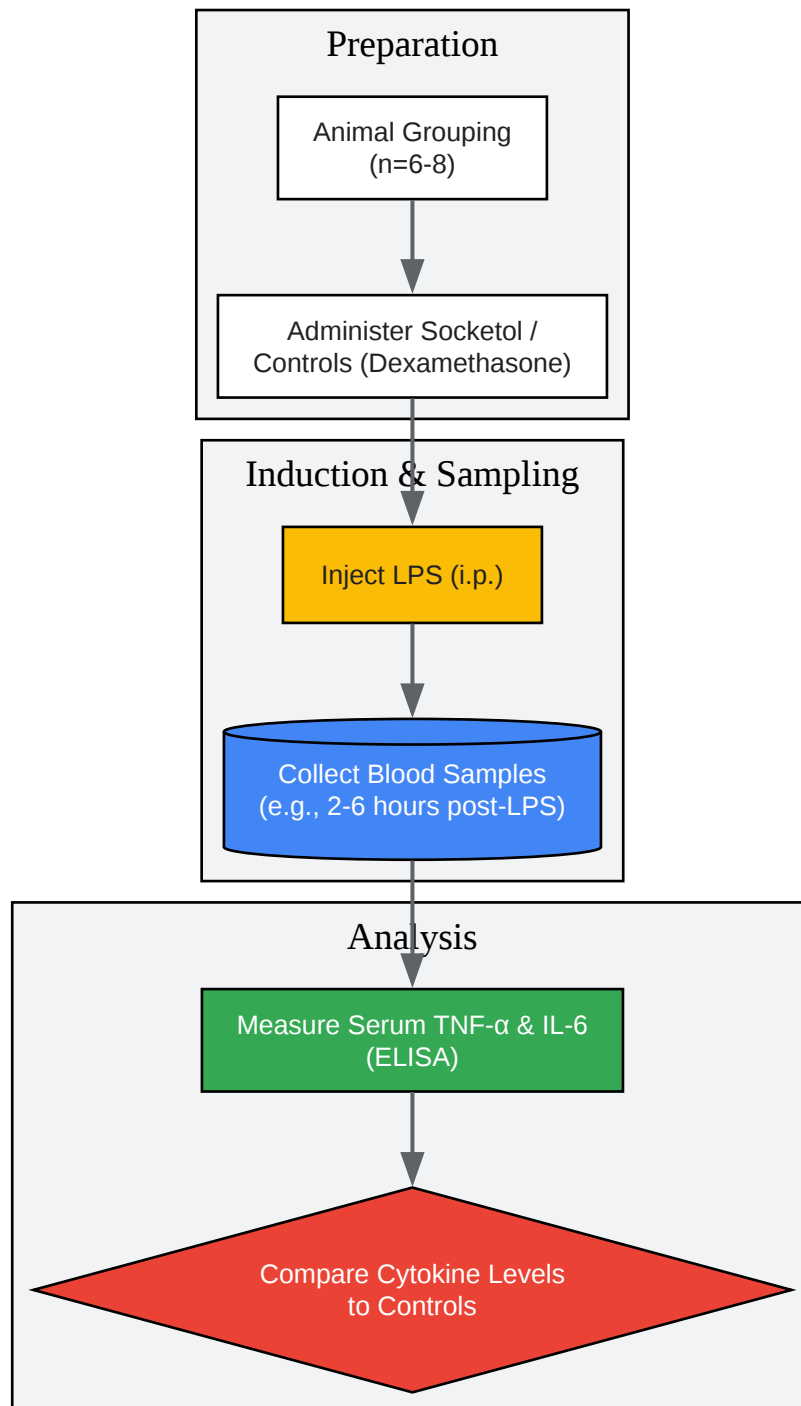 Preparation
Animal Grouping
(n=6-8)
Administer Socketol /
Controls (Dexamethasone)
Induction & Sampling
Inject LPS (i.p.)
Collect Blood Samples
(e.g., 2-6 hours post-LPS)
Analysis
Measure Serum TNF-α & IL-6
(ELISA)
Compare Cytokine Levels
to Controls